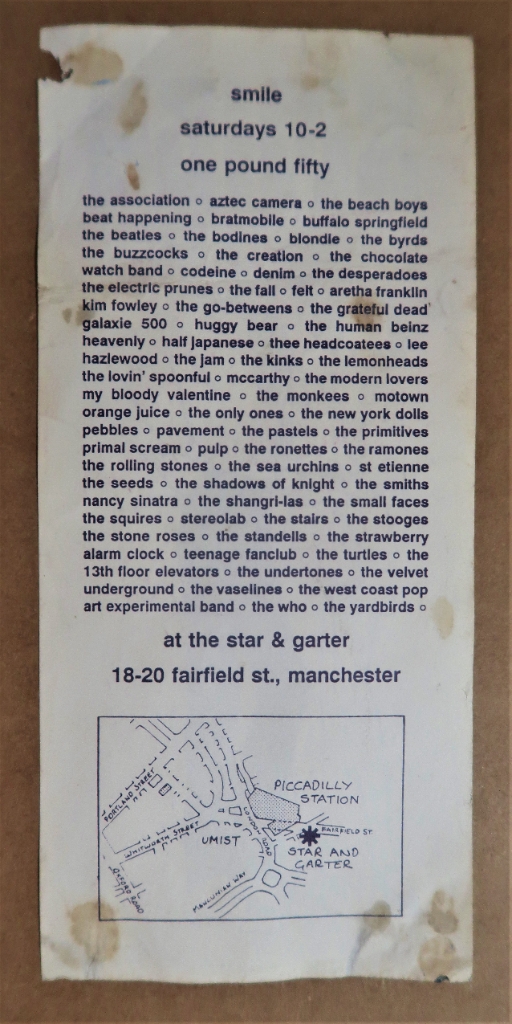 smile
saturdays 10-2
one pound fifty
the association o aztec camera o the beach boys
beat happening o bratmobile o buffalo springfield
the beatles o the bodines o blondie o the byrds
the buzzcocks o the creation o the chocolate
watch band o codeine o denim o the desperadoes
the electric prunes o the fall o felt o aretha franklin
kim fowley o the go-betweens o the grateful dead
galaxie 500 o huggy bear o the human beinz
heavenly o half japanese o thee headcoatees o lee
hazlewood o the jam o the kinks o the lemonheads
the lovin' spoonful o mccarthy o the modern lovers
my bloody valentine o the monkees o motown
orange juice o the only ones o the new york dolls
pebbles o pavement o the pastels o the primitives
primal scream o pulp o the ronettes o the ramones
the rolling stones o the sea urchins o st etienne
the seeds o the shadows of knight o the smiths
nancy sinatra o the shangri-las o the small faces
the squires o stereolab o the stairs o the stooges
the stone roses o the standells o the strawberry
alarm clock o teenage fanclub o the turtles o the
13th floor elevators o the undertones o the velvet
underground o the vaselines o the west coast pop
art experimental band o the who o the yardbirds o
at the star & garter
18-20 fairfield st., manchester
PORTLAND STREET
PICCADILLY
STATION
WHITWORTH STREET
LONDON ROAD
FAIRFIELD ST
UMIST
STAR AND
GARTER
OXFORD ROAD
MANCUNIAN WAY